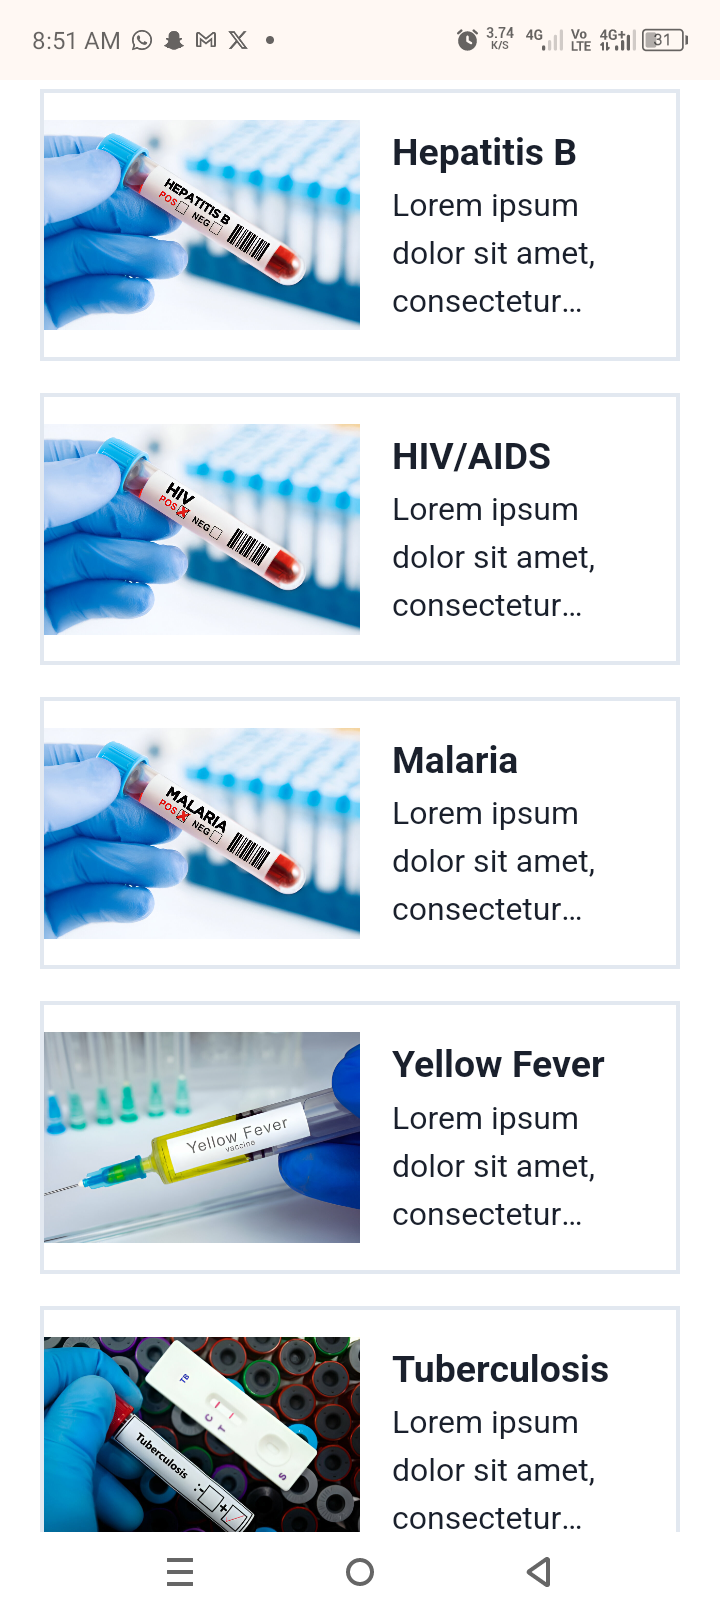 8:51 AM
3.74
K/S
4G
Vo
LTE
4G+
31
HEPATITIS B
POS NEG
Hepatitis B
Lorem ipsum
dolor sit amet,
consectetur...
HIV
POS NEG
HIV/AIDS
Lorem ipsum
dolor sit amet,
consectetur...
MALARIA
POS NEG
Malaria
Lorem ipsum
dolor sit amet,
consectetur...
Yellow Fever
vaccine
Yellow Fever
Lorem ipsum
dolor sit amet,
consectetur...
TB
C
T
S
Tuberculosis
- +
Tuberculosis
Lorem ipsum
dolor sit amet,
consectetur...